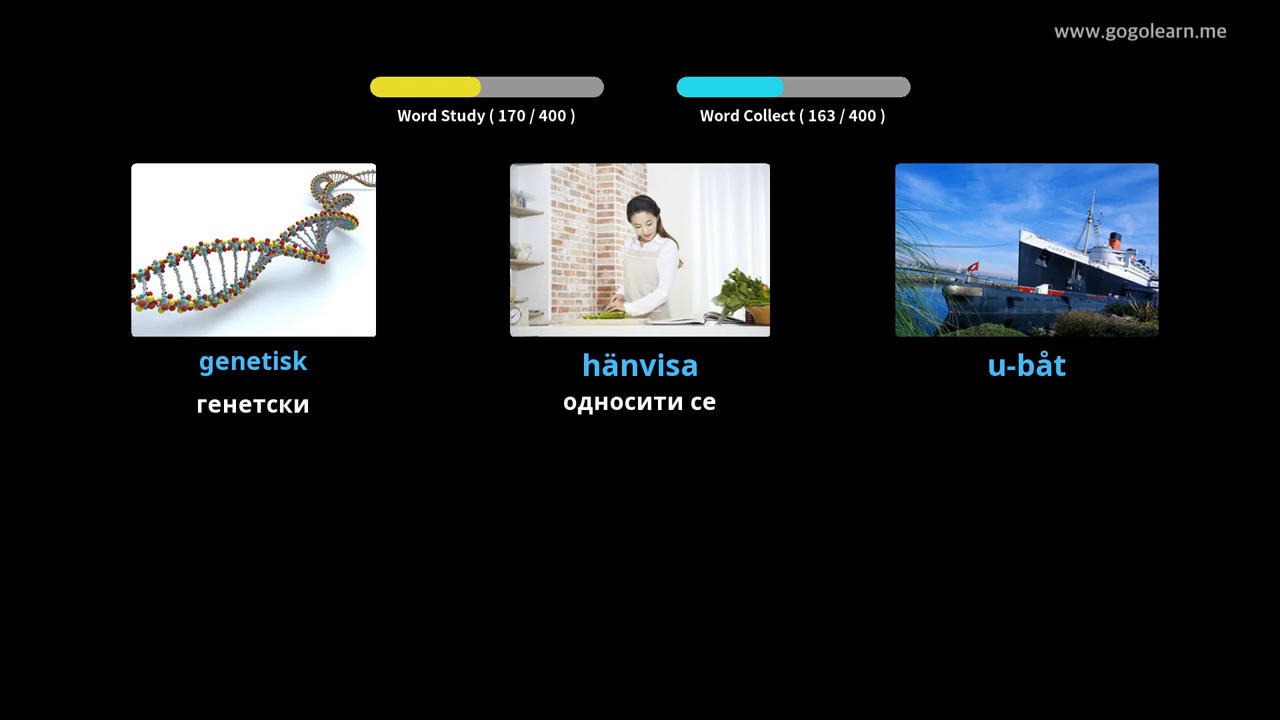 www.gogolearn.me
Word Study ( 170 / 400 )
Word Collect ( 163 / 400 )
genetisk
hänvisa
u-båt
генетски
односити се